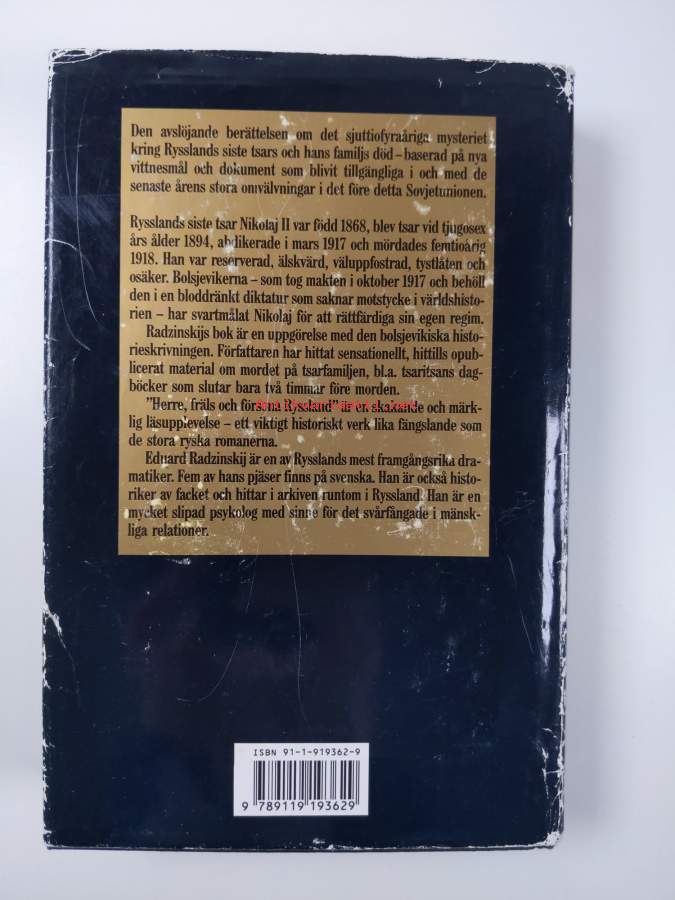 Den avslöjande berättelsen om det sjuttiofyraåriga mysteriet
kring Rysslands siste tsars och hans familjs död – baserad på nya
vittnesmål och dokument som blivit tillgängliga i och med de
senaste årens stora omvälvningar i det före detta Sovjetunionen.
Rysslands siste tsar Nikolaj II var född 1868, blev tsar vid tjugosex
års ålder 1894, abdikerade i mars 1917 och mördades femtioårig
1918. Han var reserverad, älskvärd, väluppfostrad, tystlåten och
osäker. Bolsjevikerna – som tog makten i oktober 1917 och behöll
den i en bloddränkt diktatur som saknar motstycke i världshisto-
rien – har svartmålat Nikolaj för att rättfärdiga sin egen regim.
Radzinskijs bok är en uppgörelse med den bolsjevikiska histo-
rieskrivningen. Författaren har hittat sensationellt, hittills opub-
licerat material om mordet på tsarfamiljen, bl.a. tsaritsans dag-
böcker som slutar bara två timmar före morden.
"Herre, fräls och försona Ryssland" är en skakande och märk-
lig läsupplevelse – ett viktigt historiskt verk lika fängslande som
de stora ryska romanerna.
Eduard Radzinskij är en av Rysslands mest framgångsrika dra-
matiker. Fem av hans pjäser finns på svenska. Han är också histo-
riker av facket och hittar i arkiven runtom i Ryssland. Han är en
mycket slipad psykolog med sinne för det svårfångade i mänsk-
liga relationer.
ISBN 91-1-919362-9
9 789119 193629